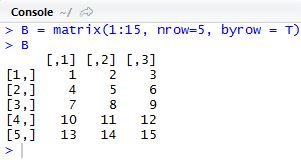 Console ~/
> B = matrix(1:15, nrow=5, byrow = T)
> B
     [,1] [,2] [,3]
[1,]    1    2    3
[2,]    4    5    6
[3,]    7    8    9
[4,]   10   11   12
[5,]   13   14   15
>